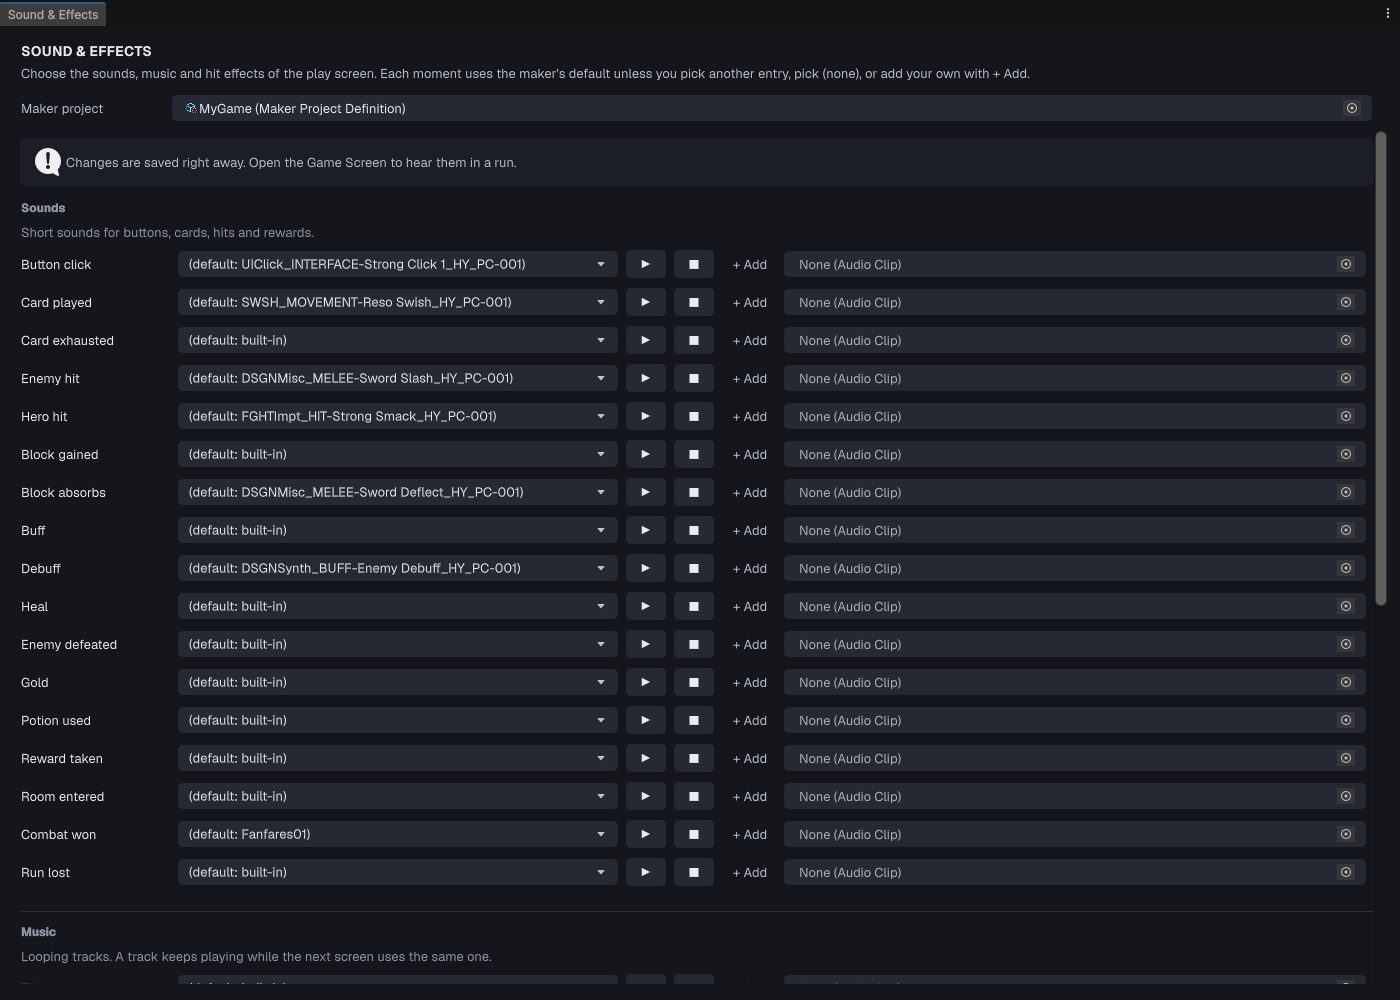 Sound & Effects
SOUND & EFFECTS
Choose the sounds, music and hit effects of the play screen. Each moment uses the maker's default unless you pick another entry, pick (none), or add your own with + Add.
Maker project MyGame (Maker Project Definition)
Changes are saved right away. Open the Game Screen to hear them in a run.
Sounds
Short sounds for buttons, cards, hits and rewards.
Button click (default: UIClick_INTERFACE-Strong Click 1_HY_PC-001) + Add None (Audio Clip)
Card played (default: SWSH_MOVEMENT-Reso Swish_HY_PC-001) + Add None (Audio Clip)
Card exhausted (default: built-in) + Add None (Audio Clip)
Enemy hit (default: DSGNMisc_MELEE-Sword Slash_HY_PC-001) + Add None (Audio Clip)
Hero hit (default: FGHTImpt_HIT-Strong Smack_HY_PC-001) + Add None (Audio Clip)
Block gained (default: built-in) + Add None (Audio Clip)
Block absorbs (default: DSGNMisc_MELEE-Sword Deflect_HY_PC-001) + Add None (Audio Clip)
Buff (default: built-in) + Add None (Audio Clip)
Debuff (default: DSGNSynth_BUFF-Enemy Debuff_HY_PC-001) + Add None (Audio Clip)
Heal (default: built-in) + Add None (Audio Clip)
Enemy defeated (default: built-in) + Add None (Audio Clip)
Gold (default: built-in) + Add None (Audio Clip)
Potion used (default: built-in) + Add None (Audio Clip)
Reward taken (default: built-in) + Add None (Audio Clip)
Room entered (default: built-in) + Add None (Audio Clip)
Combat won (default: Fanfares01) + Add None (Audio Clip)
Run lost (default: built-in) + Add None (Audio Clip)
Music
Looping tracks. A track keeps playing while the next screen uses the same one.